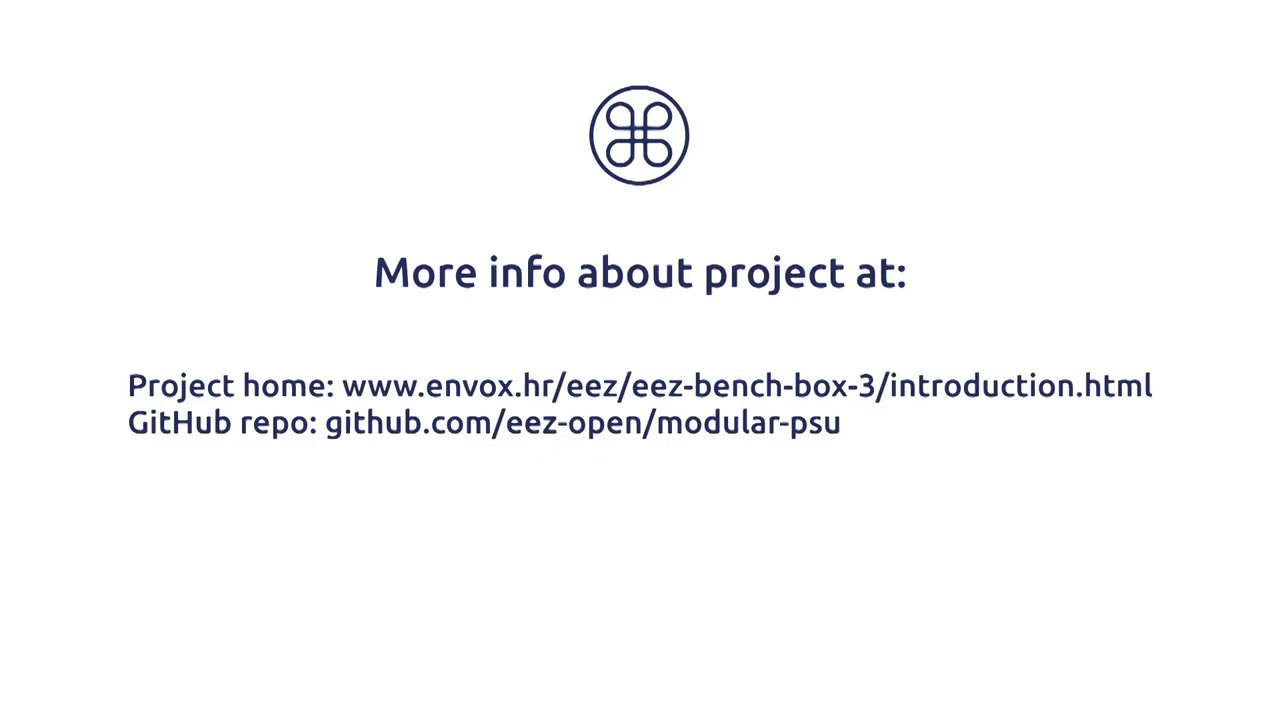 More info about project at:
Project home: www.envox.hr/eez/eez-bench-box-3/introduction.html
GitHub repo: github.com/eez-open/modular-psu